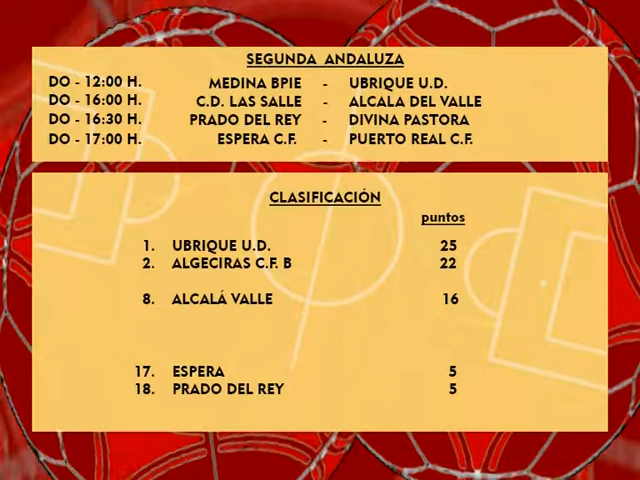 SEGUNDA ANDALUZA
DO - 12:00 H. MEDINA BPIE - UBRIQUE U.D.
DO - 16:00 H. C.D. LAS SALLE - ALCALA DEL VALLE
DO - 16:30 H. PRADO DEL REY - DIVINA PASTORA
DO - 17:00 H. ESPERA C.F. - PUERTO REAL C.F.
CLASIFICACIÓN
puntos
1. UBRIQUE U.D. 25
2. ALGECIRAS C.F. B 22
8. ALCALÁ VALLE 16
17. ESPERA 5
18. PRADO DEL REY 5